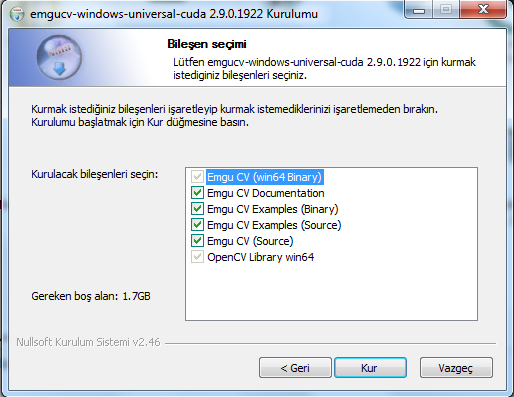 emgucv-windows-universal-cuda 2.9.0.1922 Kurulumu
Bileşen seçimi
Lütfen emgucv-windows-universal-cuda 2.9.0.1922 için kurmak
istediginiz bileşenleri seçiniz.
Kurmak istediğiniz bileşenleri işaretleyip kurmak istemediklerinizi işaretlemeden bırakın.
Kurulumu başlatmak için Kur düğmesine basın.
Kurulacak bileşenleri seçin:
Emgu CV (win64 Binary)
Emgu CV Documentation
Emgu CV Examples (Binary)
Emgu CV Examples (Source)
Emgu CV (Source)
OpenCV Library win64
Gereken boş alan: 1.7GB
Nullsoft Kurulum Sistemi v2.46
< Geri
Kur
Vazgeç